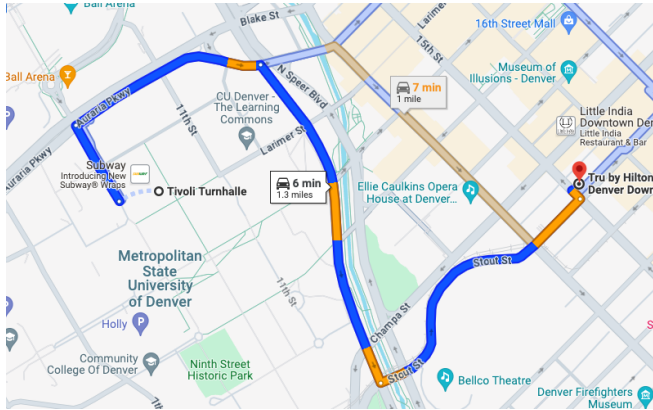 Ball Arena
Blake St
Larimer
16th Street Mall
15th St
Museum of
Illusions - Denver
Ball Arena
Auraria Pkwy
N Speer Blvd
CU Denver -
The Learning
Commons
11th St
7 min
1 mile
Little India
Downtown Den
Little India
Restaurant & Bar
Larimer St
Auraria Pkwy
Subway
Introducing New
Subway® Wraps
Tivoli Turnhalle
6 min
1.3 miles
Ellie Caulkins Opera
House at Denver...
Tru by Hilton
Denver Down
Metropolitan
State
University
of Denver
Stout St
11th St
Holly
Champa St
Community
College Of Denver
Ninth Street
Historic Park
Stout St
Bellco Theatre
Denver Firefighters
Museum